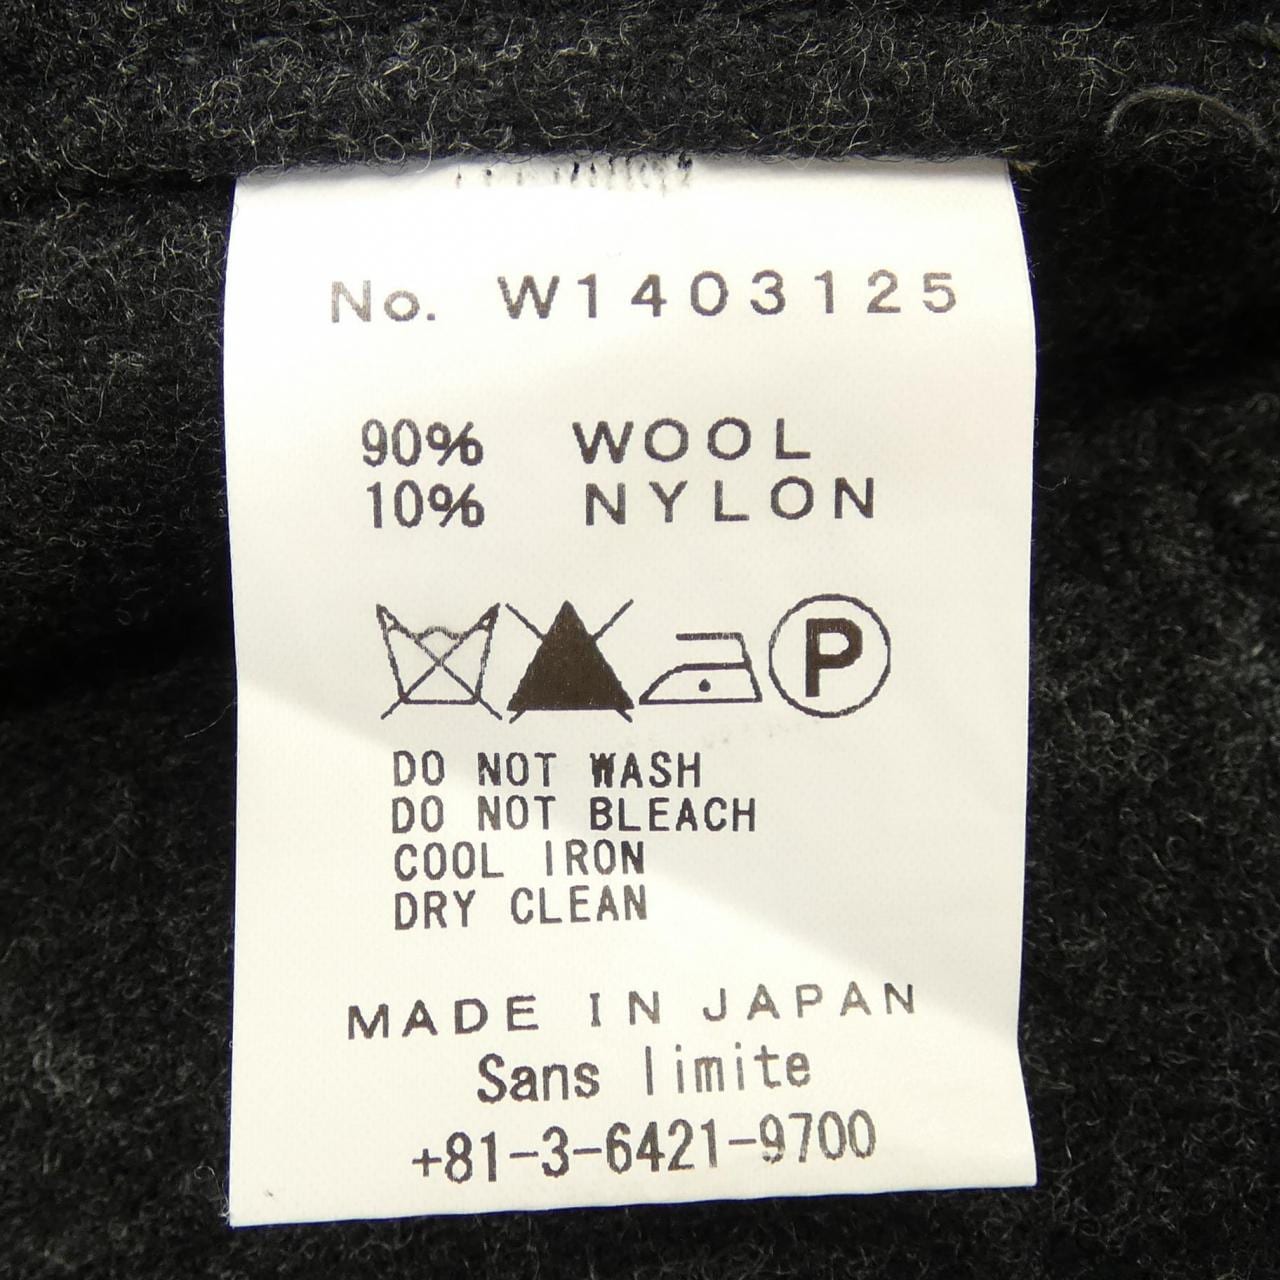 No. W1403125
90% WOOL
10% NYLON
P
DO NOT WASH
DO NOT BLEACH
COOL IRON
DRY CLEAN
MADE IN JAPAN
Sans limite
+81-3-6421-9700